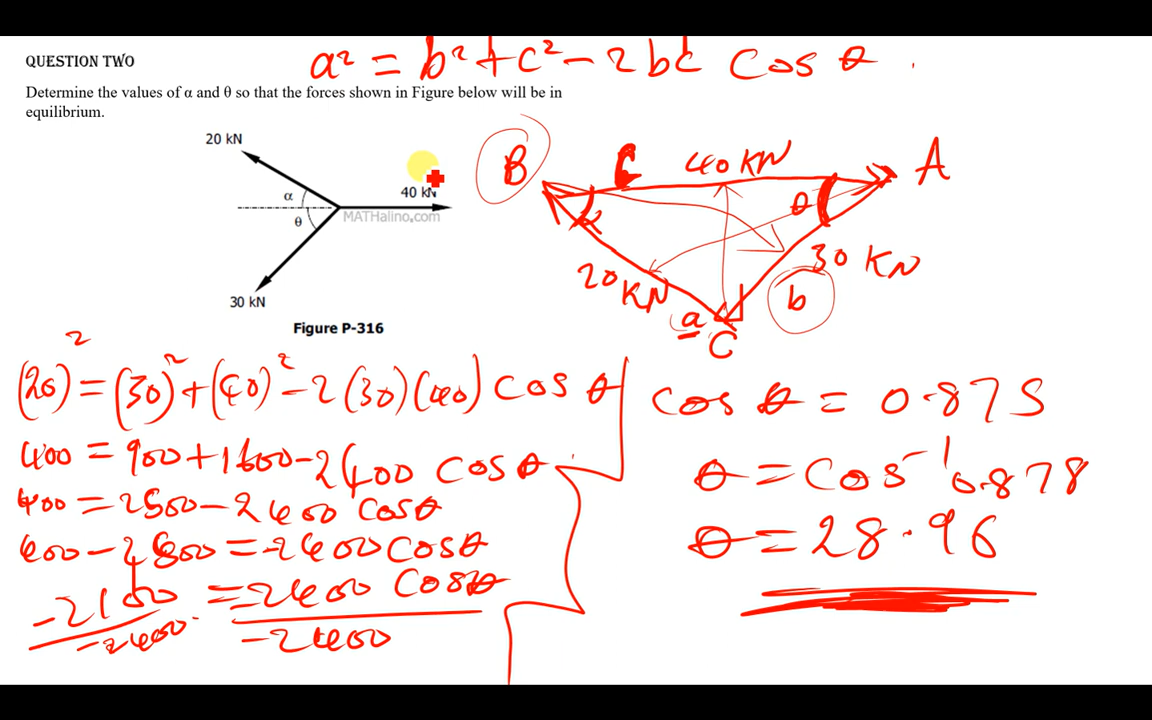 QUESTION TWO
a² = b² + c² - 2bc Cos θ
Determine the values of α and θ so that the forces shown in Figure below will be in
equilibrium.
20 kN
α
40 kN
θ
MATHalino.com
30 kN
Figure P-316
B
C
40 KN
A
θ
30 KN
20 KN
b
a
C
(20)² = (30)² + (40)² - 2(30)(40) cos θ
400 = 900 + 1600 - 2400 cos θ
400 = 2500 - 2400 cos θ
400 - 2500 = -2400 cos θ
-2100 = -2400 cos θ
-2400 -2400
cos θ = 0.875
θ = cos⁻¹ 0.878
θ = 28.96